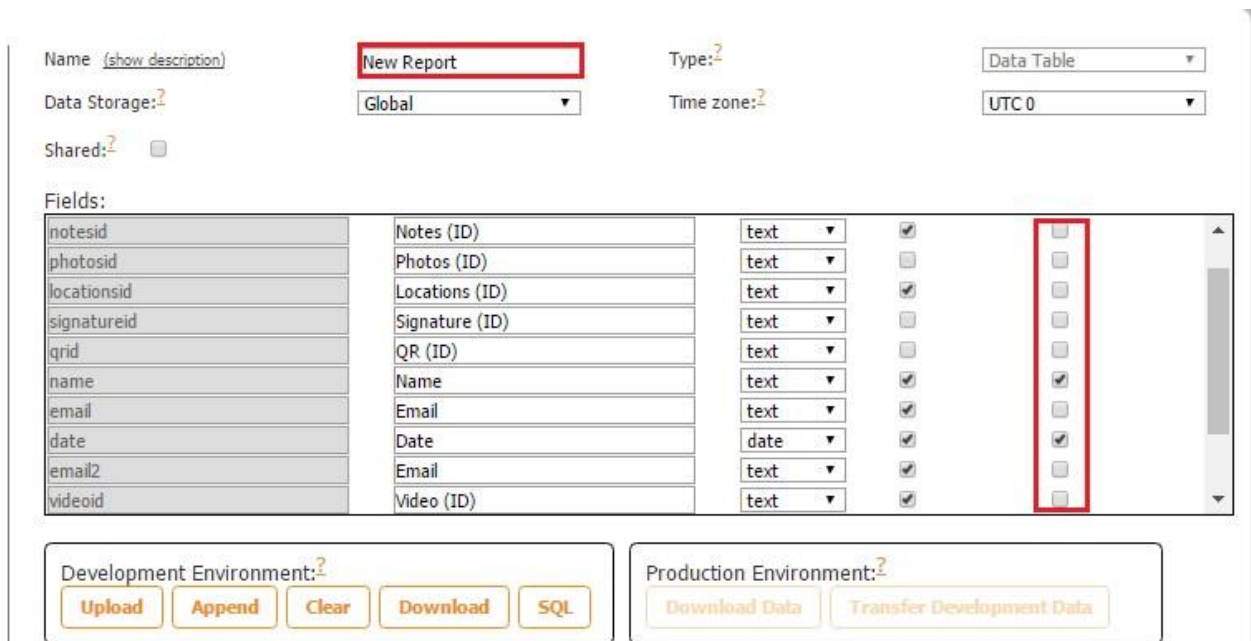 Name (show description) New Report Type:? Data Table
Data Storage:? Global Time zone:? UTC 0
Shared:?
Fields:
notesid Notes (ID) text
photosid Photos (ID) text
locationsid Locations (ID) text
signatureid Signature (ID) text
qrid QR (ID) text
name Name text
email Email text
date Date date
email2 Email text
videoid Video (ID) text
Development Environment:? Production Environment:?
Upload Append Clear Download SQL Download Data Transfer Development Data